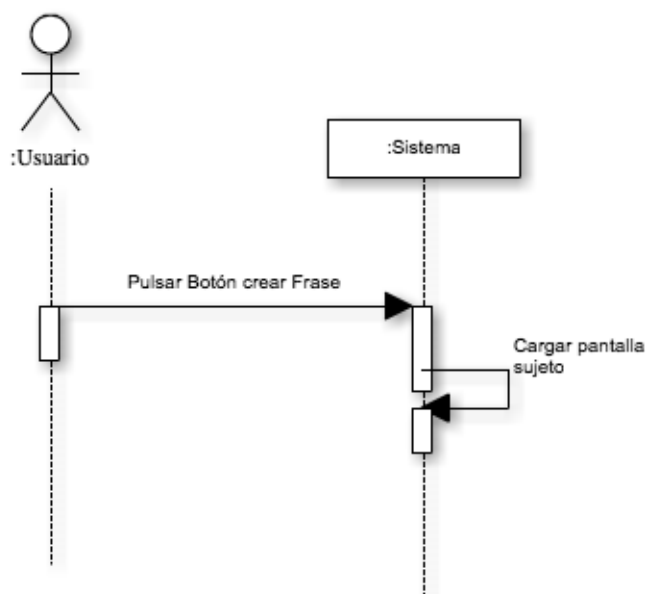 :Usuario
:Sistema
Pulsar Botón crear Frase
Cargar pantalla
sujeto